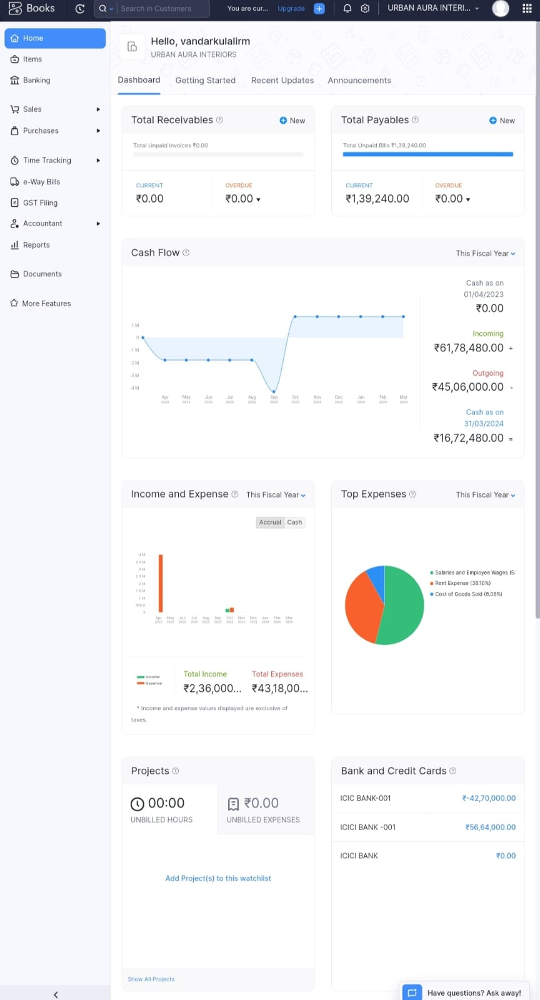 Books
Search in Customers
You are cur...
Upgrade
URBAN AURA INTERI...
Home
Items
Banking
Sales
Purchases
Time Tracking
e-Way Bills
GST Filing
Accountant
Reports
Documents
More Features
Hello, vandarkulalirm
URBAN AURA INTERIORS
Dashboard Getting Started Recent Updates Announcements
Total Receivables
New
Total Unpaid Invoices ₹0.00
CURRENT
₹0.00
OVERDUE
₹0.00
Total Payables
New
Total Unpaid Bills ₹1,39,240.00
CURRENT
₹1,39,240.00
OVERDUE
₹0.00
Cash Flow
This Fiscal Year
1 M
0
-1 M
-2 M
-3 M
-4 M
Apr May Jun Jul Aug Sep Oct Nov Dec Jan Feb Mar
2023 2023 2023 2023 2023 2023 2023 2023 2023 2024 2024 2024
Cash as on
01/04/2023
₹0.00
Incoming
₹61,78,480.00 +
Outgoing
₹45,06,000.00 -
Cash as on
31/03/2024
₹16,72,480.00 =
Income and Expense
This Fiscal Year
Accrual Cash
4 M
3.5 M
3 M
2.5 M
2 M
1.5 M
1 M
500 K
0
Apr May Jun Jul Aug Sep Oct Nov Dec Jan Feb Mar
2023 2023 2023 2023 2023 2023 2023 2023 2023 2024 2024 2024
Income
Expense
Total Income
₹2,36,000...
Total Expenses
₹43,18,00...
* Income and expense values displayed are exclusive of
taxes.
Top Expenses
This Fiscal Year
Salaries and Employee Wages (5
Rent Expense (38.10%)
Cost of Goods Sold (8.08%)
Projects
00:00
UNBILLED HOURS
₹0.00
UNBILLED EXPENSES
Add Project(s) to this watchlist
Show All Projects
Bank and Credit Cards
ICIC BANK-001 ₹-42,70,000.00
ICICI BANK -001 ₹56,64,000.00
ICICI BANK ₹0.00
Have questions? Ask away!